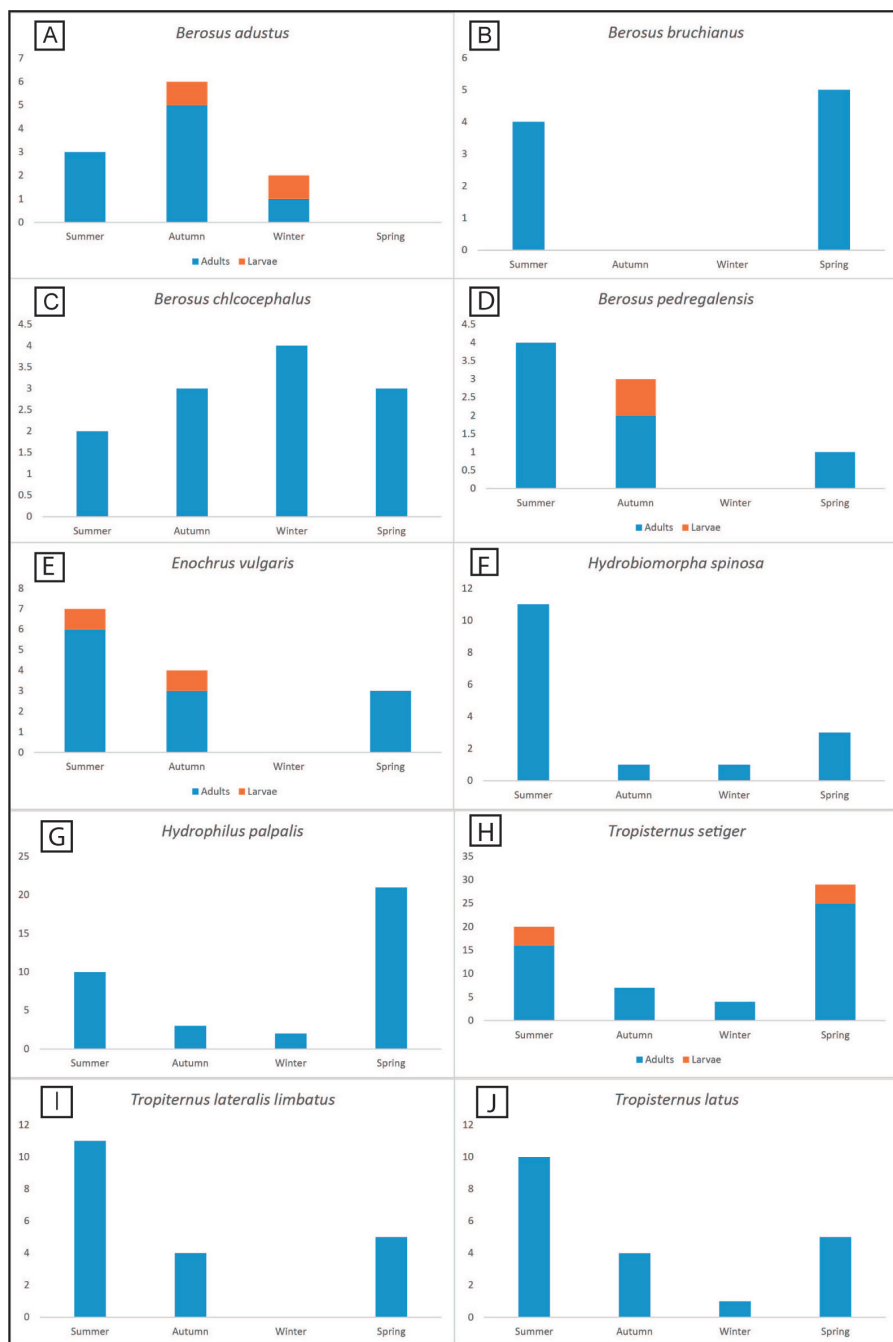 A
Berosus adustus
7
6
5
4
3
2
1
0
Summer Autumn Winter Spring
Adults Larvae
B
Berosus bruchianus
6
5
4
3
2
1
0
Summer Autumn Winter Spring
C
Berosus chlcocephalus
4.5
4
3.5
3
2.5
2
1.5
1
0.5
0
Summer Autumn Winter Spring
D
Berosus pedregalensis
4.5
4
3.5
3
2.5
2
1.5
1
0.5
0
Summer Autumn Winter Spring
Adults Larvae
E
Enochrus vulgaris
8
7
6
5
4
3
2
1
0
Summer Autumn Winter Spring
Adults Larvae
F
Hydrobiomorpha spinosa
12
10
8
6
4
2
0
Summer Autumn Winter Spring
G
Hydrophilus palpalis
25
20
15
10
5
0
Summer Autumn Winter Spring
H
Tropisternus setiger
35
30
25
20
15
10
5
0
Summer Autumn Winter Spring
Adults Larvae
I
Tropiternus lateralis limbatus
12
10
8
6
4
2
0
Summer Autumn Winter Spring
J
Tropisternus latus
12
10
8
6
4
2
0
Summer Autumn Winter Spring